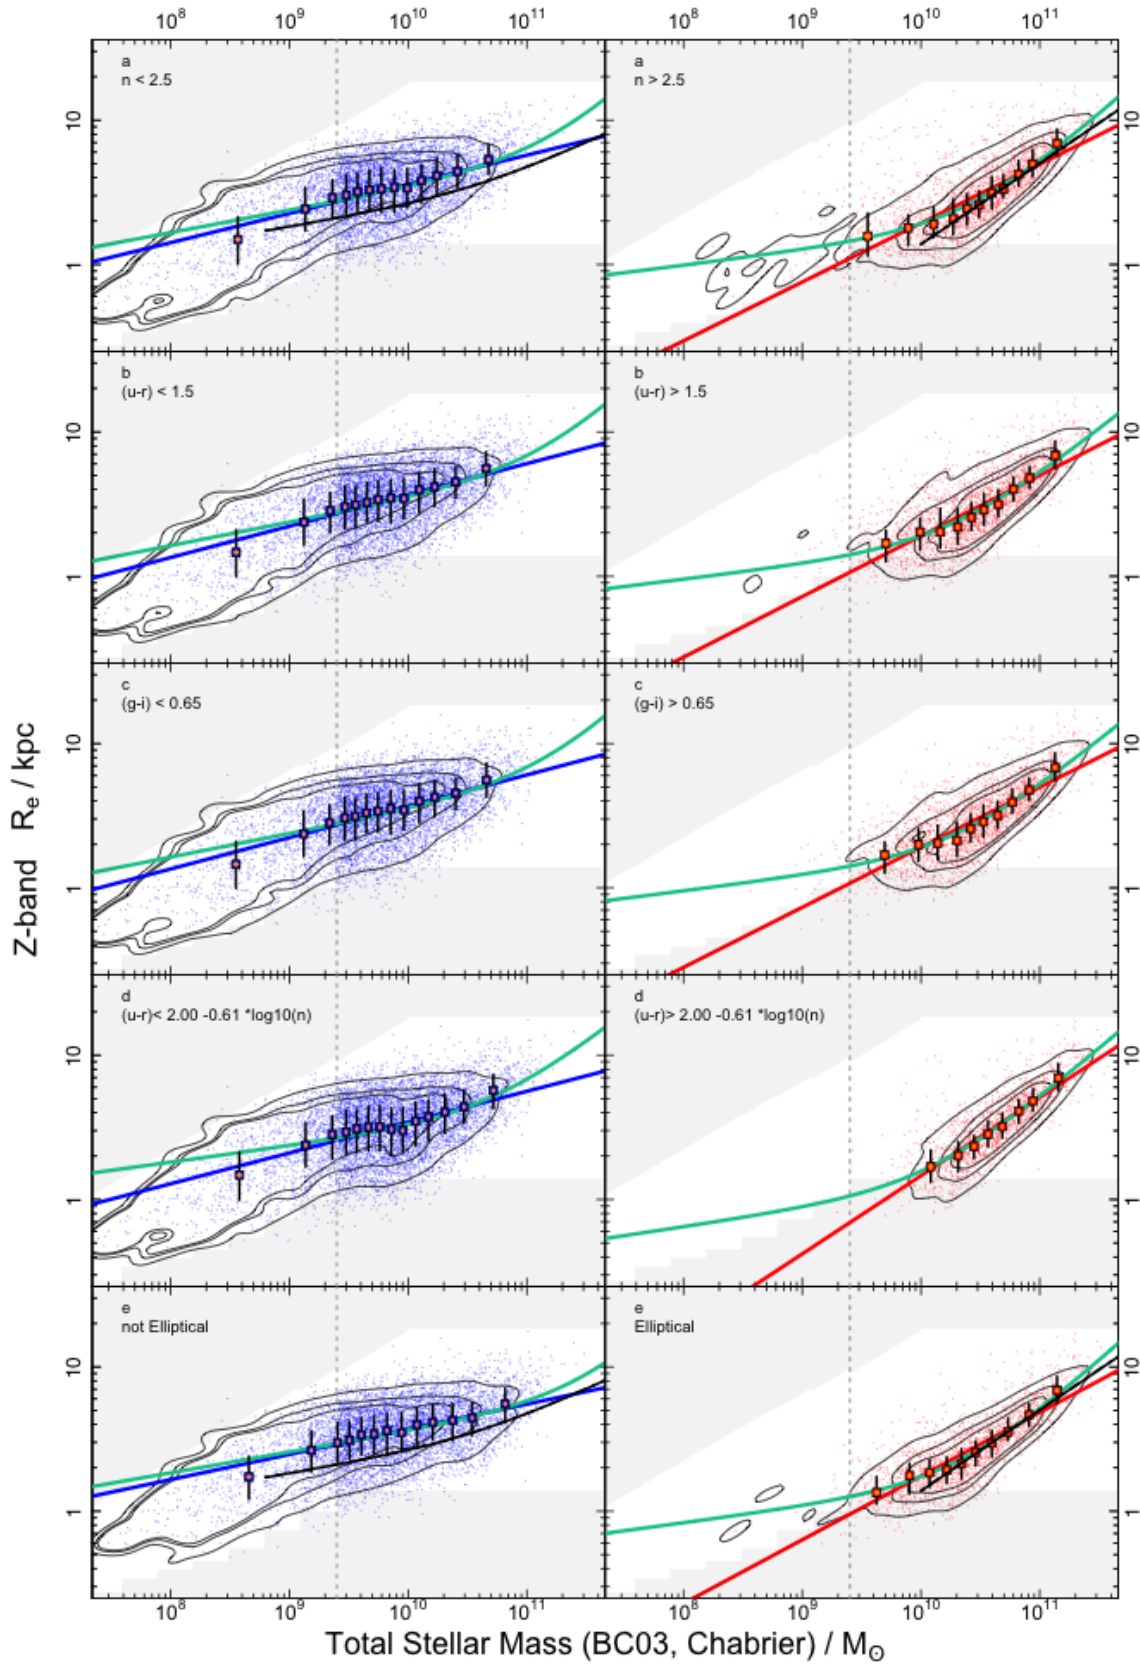 10⁸ 10⁹ 10¹⁰ 10¹¹ 10⁸ 10⁹ 10¹⁰ 10¹¹
a
n < 2.5
a
n > 2.5
10
1
10
1
b
(u-r) < 1.5
b
(u-r) > 1.5
10
1
10
1
c
(g-i) < 0.65
c
(g-i) > 0.65
10
1
10
1
Z-band Rₑ / kpc
d
(u-r)< 2.00 -0.61 *log10(n)
d
(u-r)> 2.00 -0.61 *log10(n)
10
1
10
1
e
not Elliptical
e
Elliptical
10
1
10
1
10⁸ 10⁹ 10¹⁰ 10¹¹ 10⁸ 10⁹ 10¹⁰ 10¹¹
Total Stellar Mass (BC03, Chabrier) / M⊙